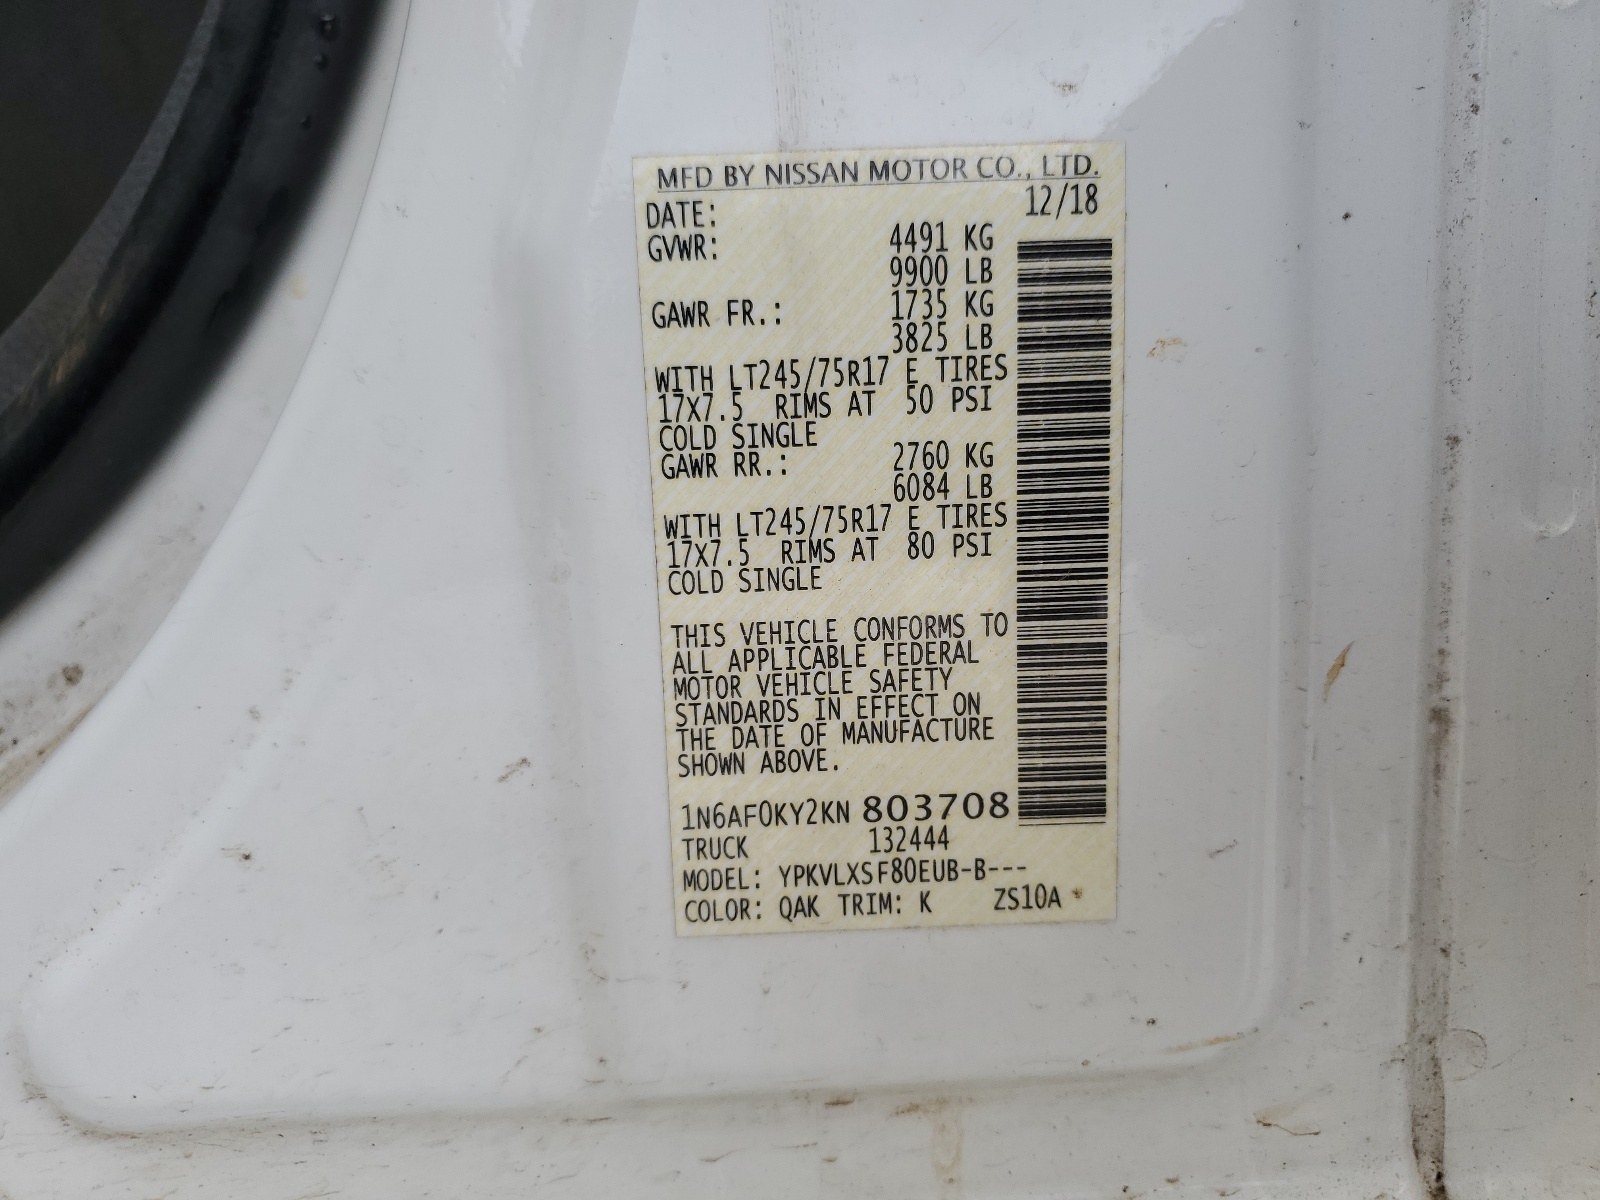 MFD BY NISSAN MOTOR CO., LTD.
DATE: 12/18
GVWR: 4491 KG
9900 LB
GAWR FR.: 1735 KG
3825 LB
WITH LT245/75R17 E TIRES
17X7.5 RIMS AT 50 PSI
COLD SINGLE
GAWR RR.: 2760 KG
6084 LB
WITH LT245/75R17 E TIRES
17X7.5 RIMS AT 80 PSI
COLD SINGLE
THIS VEHICLE CONFORMS TO
ALL APPLICABLE FEDERAL
MOTOR VEHICLE SAFETY
STANDARDS IN EFFECT ON
THE DATE OF MANUFACTURE
SHOWN ABOVE.
1N6AF0KY2KN 803708
TRUCK 132444
MODEL: YPKVLXSF80EUB-B---
COLOR: QAK TRIM: K ZS10A